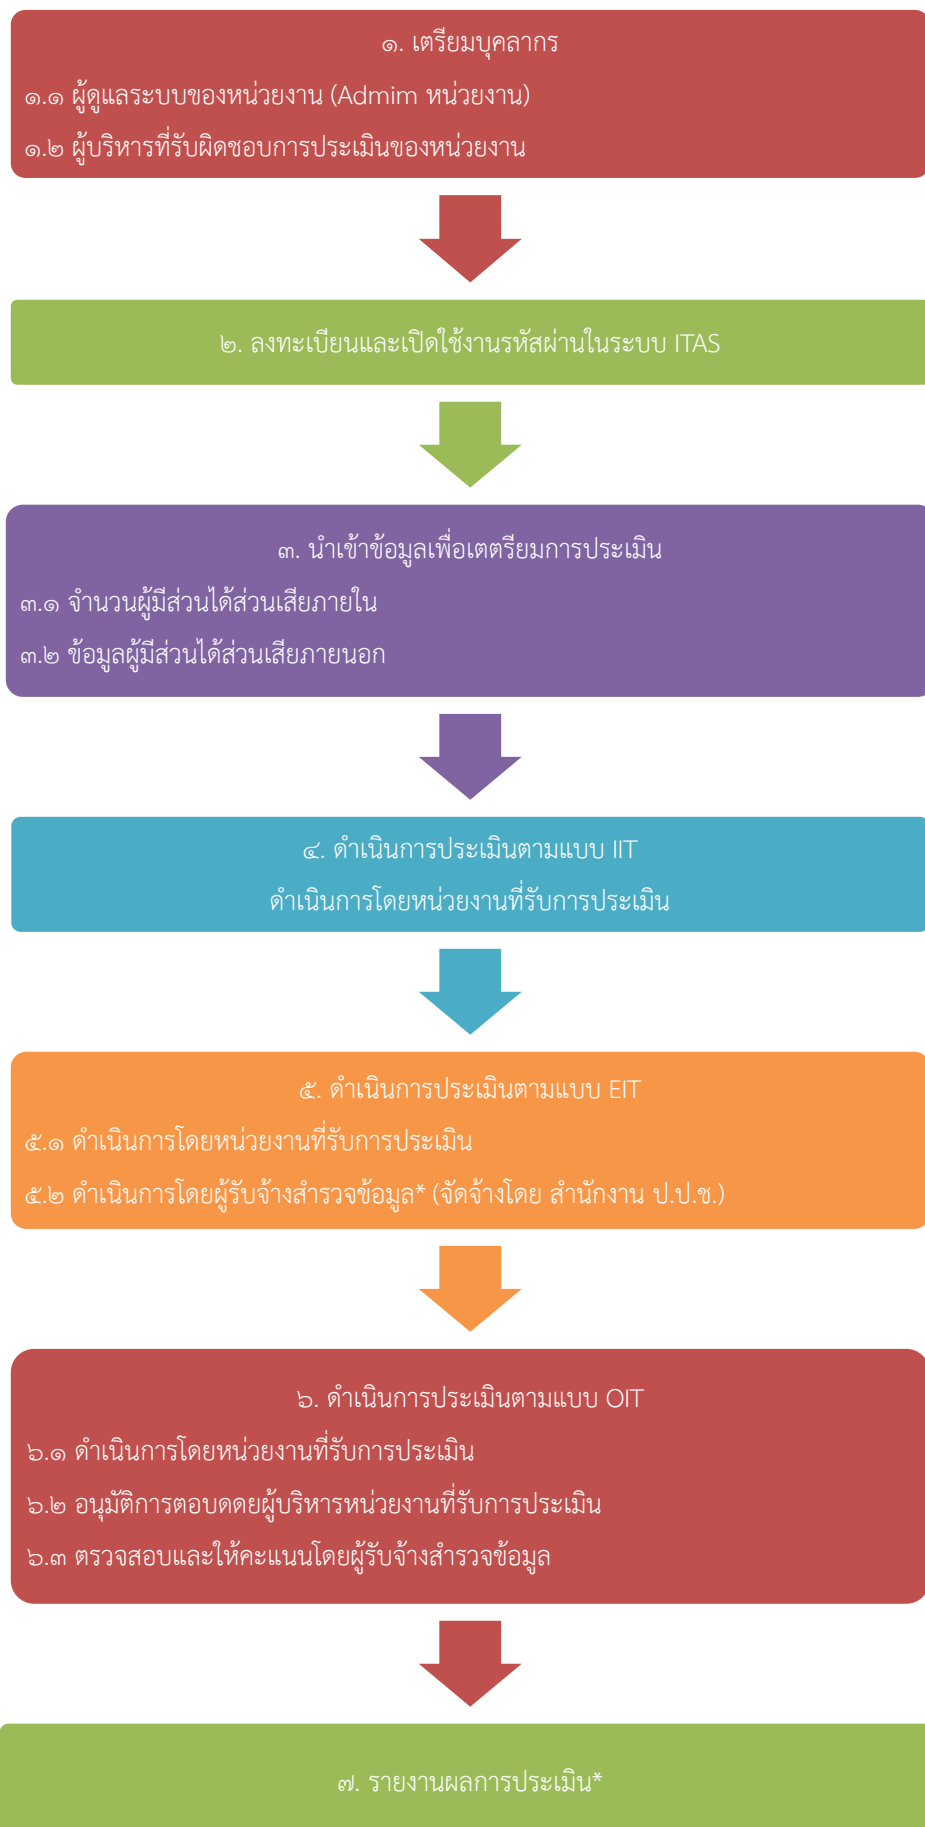 ๑. เตรียมบุคลากร
๑.๑ ผู้ดูแลระบบของหน่วยงาน (Admim หน่วยงาน)
๑.๒ ผู้บริหารที่รับผิดชอบการประเมินของหน่วยงาน
๒. ลงทะเบียนและเปิดใช้งานรหัสผ่านในระบบ ITAS
๓. นำเข้าข้อมูลเพื่อเตตรียมการประเมิน
๓.๑ จำนวนผู้มีส่วนได้ส่วนเสียภายใน
๓.๒ ข้อมูลผู้มีส่วนได้ส่วนเสียภายนอก
๔. ดำเนินการประเมินตามแบบ IIT
ดำเนินการโดยหน่วยงานที่รับการประเมิน
๕. ดำเนินการประเมินตามแบบ EIT
๕.๑ ดำเนินการโดยหน่วยงานที่รับการประเมิน
๕.๒ ดำเนินการโดยผู้รับจ้างสำรวจข้อมูล* (จัดจ้างโดย สำนักงาน ป.ป.ช.)
๖. ดำเนินการประเมินตามแบบ OIT
๖.๑ ดำเนินการโดยหน่วยงานที่รับการประเมิน
๖.๒ อนุมัติการตอบดดยผู้บริหารหน่วยงานที่รับการประเมิน
๖.๓ ตรวจสอบและให้คะแนนโดยผู้รับจ้างสำรวจข้อมูล
๗. รายงานผลการประเมิน*